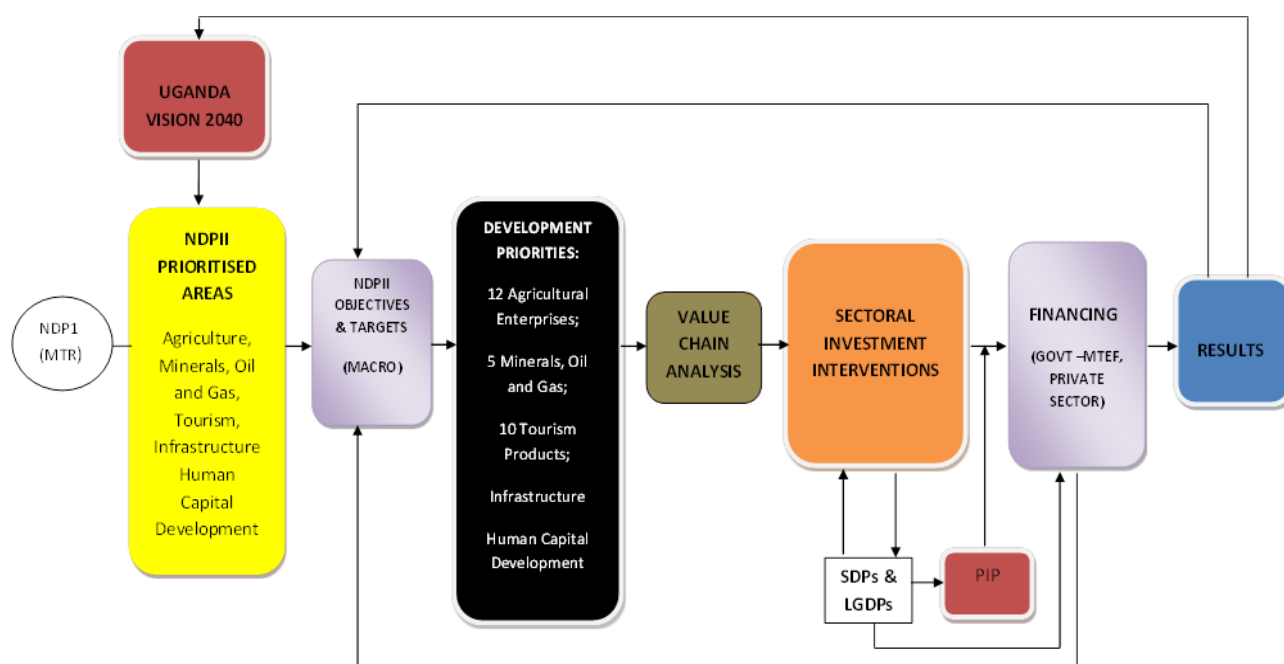 UGANDA
VISION 2040
NDP1
(MTR)
NDPII
PRIORITISED
AREAS
Agriculture,
Minerals, Oil
and Gas,
Tourism,
Infrastructure
Human
Capital
Development
NDPII
OBJECTIVES
& TARGETS
(MACRO)
DEVELOPMENT
PRIORITIES:
12 Agricultural
Enterprises;
5 Minerals, Oil
and Gas;
10 Tourism
Products;
Infrastructure
Human Capital
Development
VALUE
CHAIN
ANALYSIS
SECTORAL
INVESTMENT
INTERVENTIONS
SDPs &
LGDPs
PIP
FINANCING
(GOVT –MTEF,
PRIVATE
SECTOR)
RESULTS